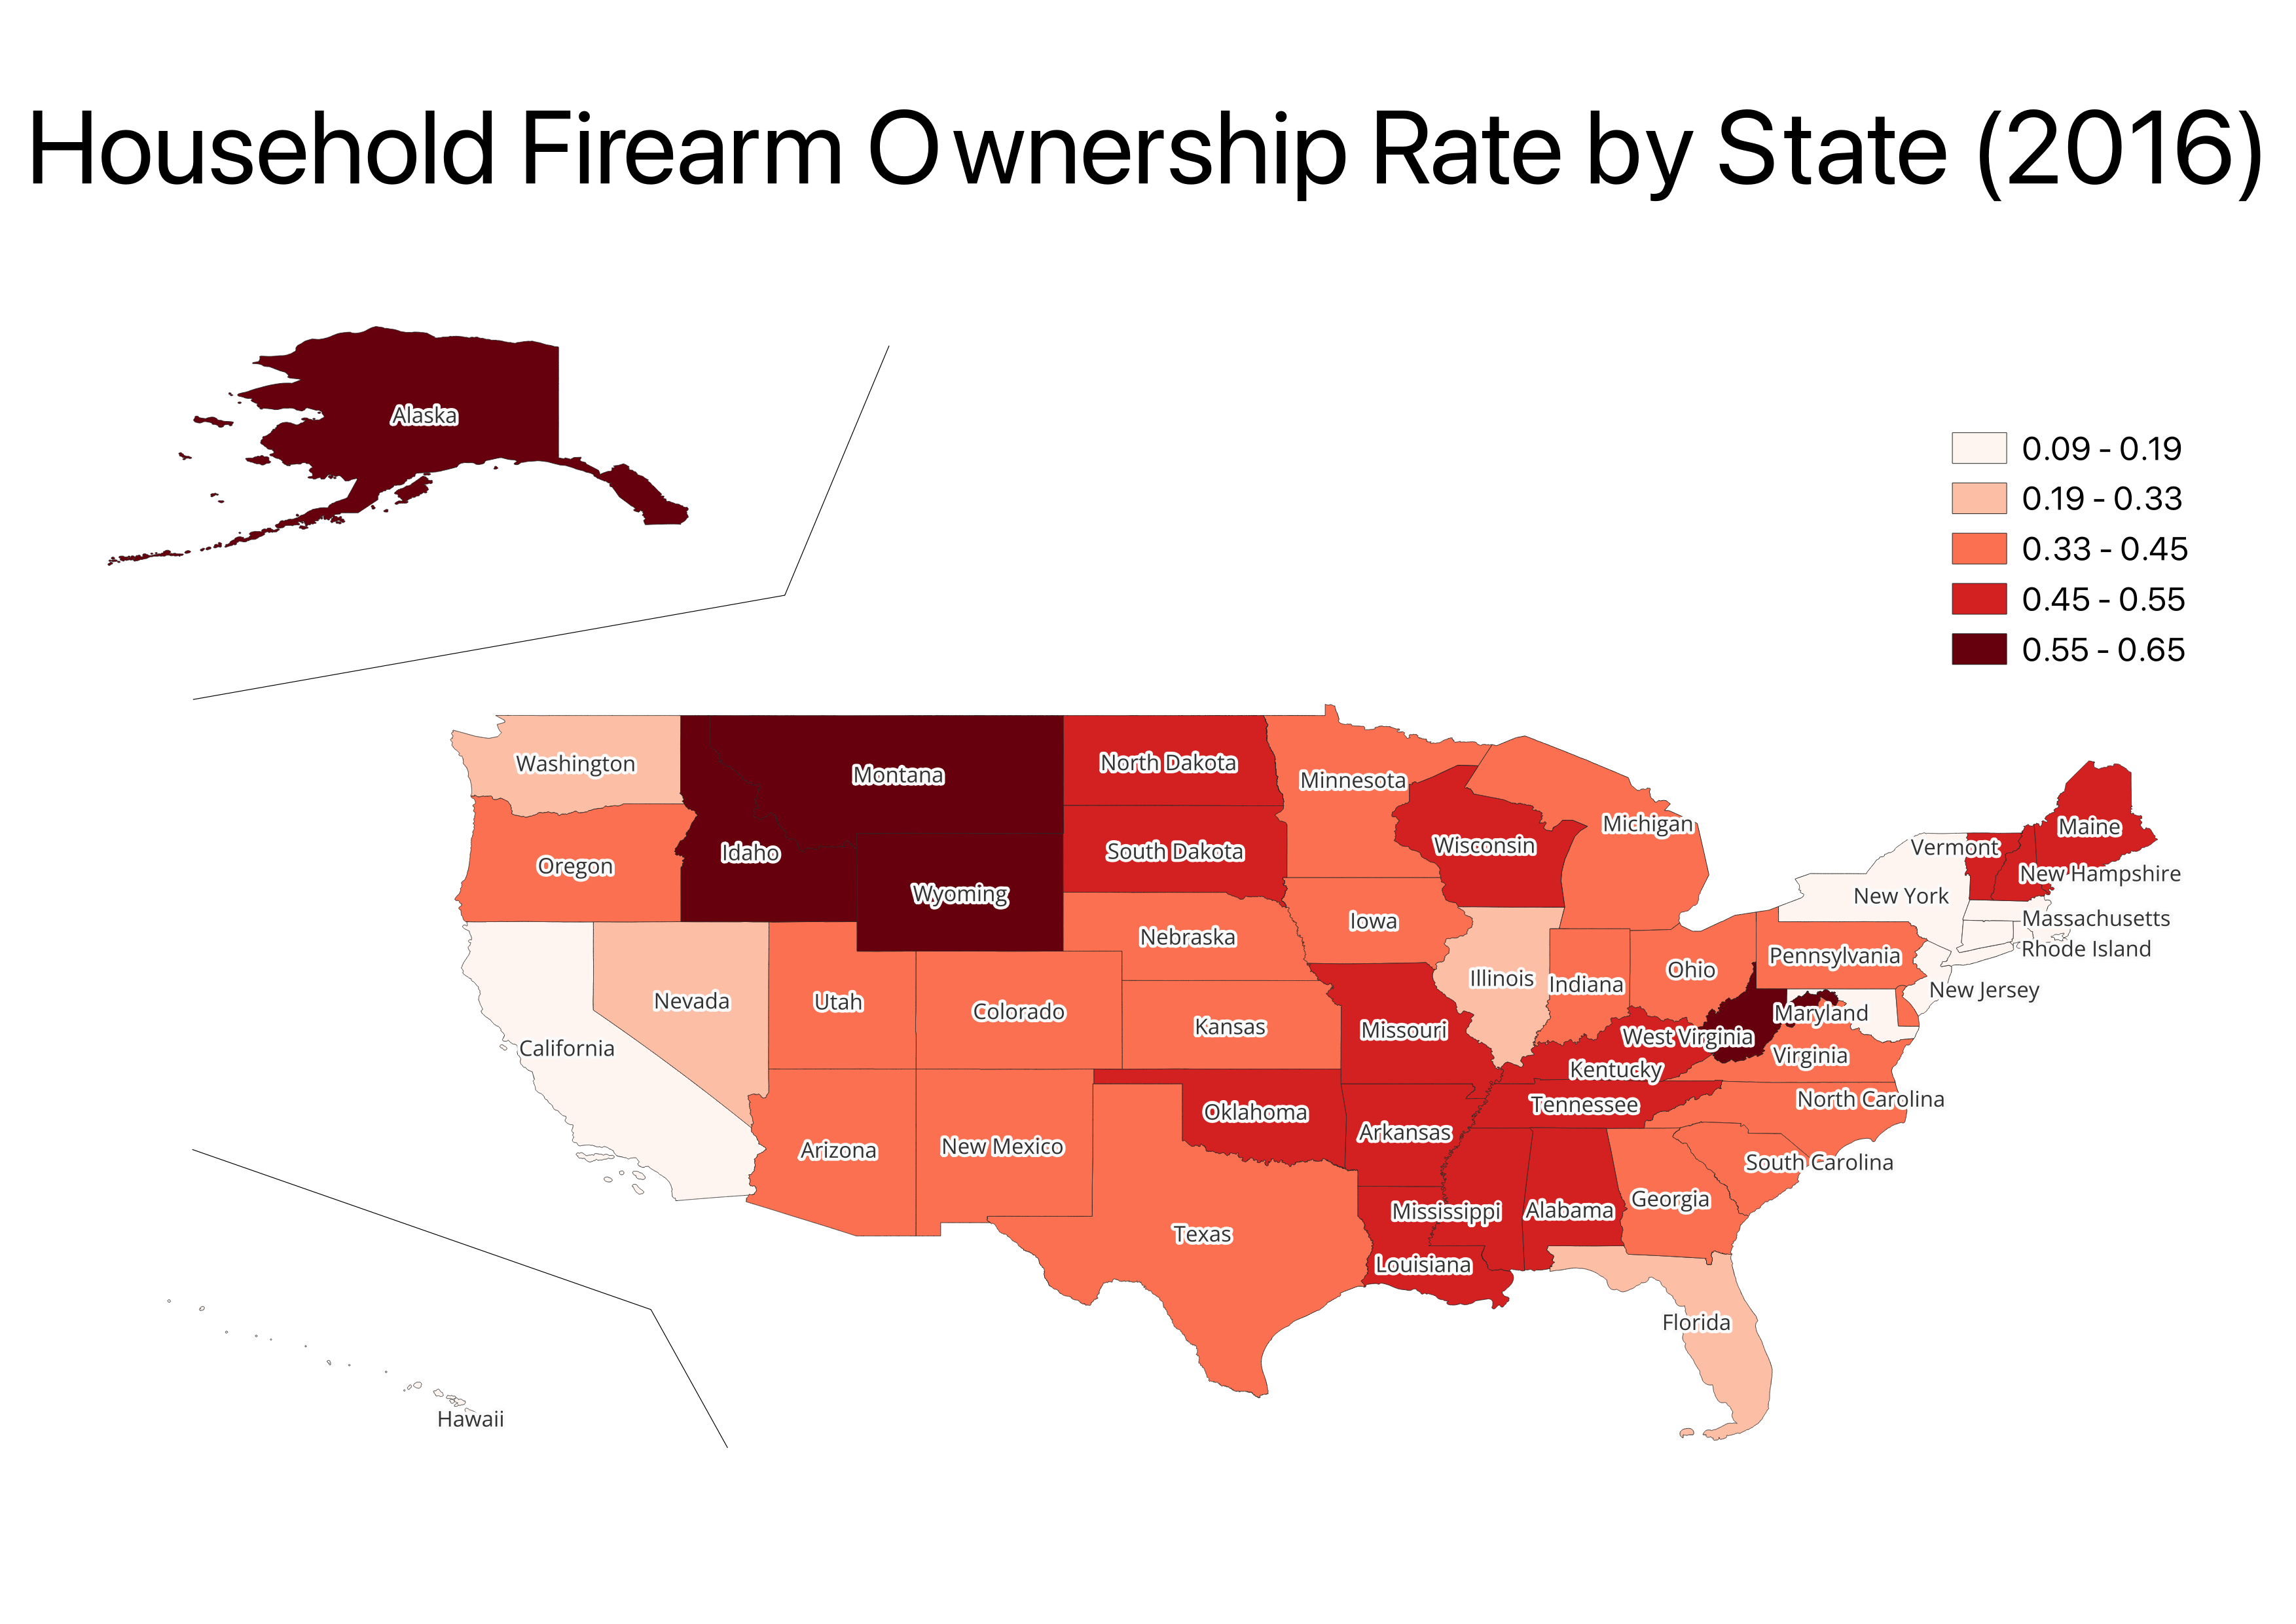 Household Firearm Ownership Rate by State (2016)
Alaska
0.09 - 0.19
0.19 - 0.33
0.33 - 0.45
0.45 - 0.55
0.55 - 0.65
Washington
Montana
North Dakota
Minnesota
Wisconsin
Michigan
Maine
Vermont
New Hampshire
Oregon
Idaho
Wyoming
South Dakota
New York
Massachusetts
Rhode Island
Iowa
Nebraska
Pennsylvania
New Jersey
Nevada
Utah
Colorado
Kansas
Missouri
Illinois
Indiana
Ohio
Maryland
West Virginia
Virginia
California
Kentucky
Tennessee
North Carolina
Oklahoma
Arkansas
Arizona
New Mexico
South Carolina
Mississippi
Alabama
Georgia
Texas
Louisiana
Florida
Hawaii